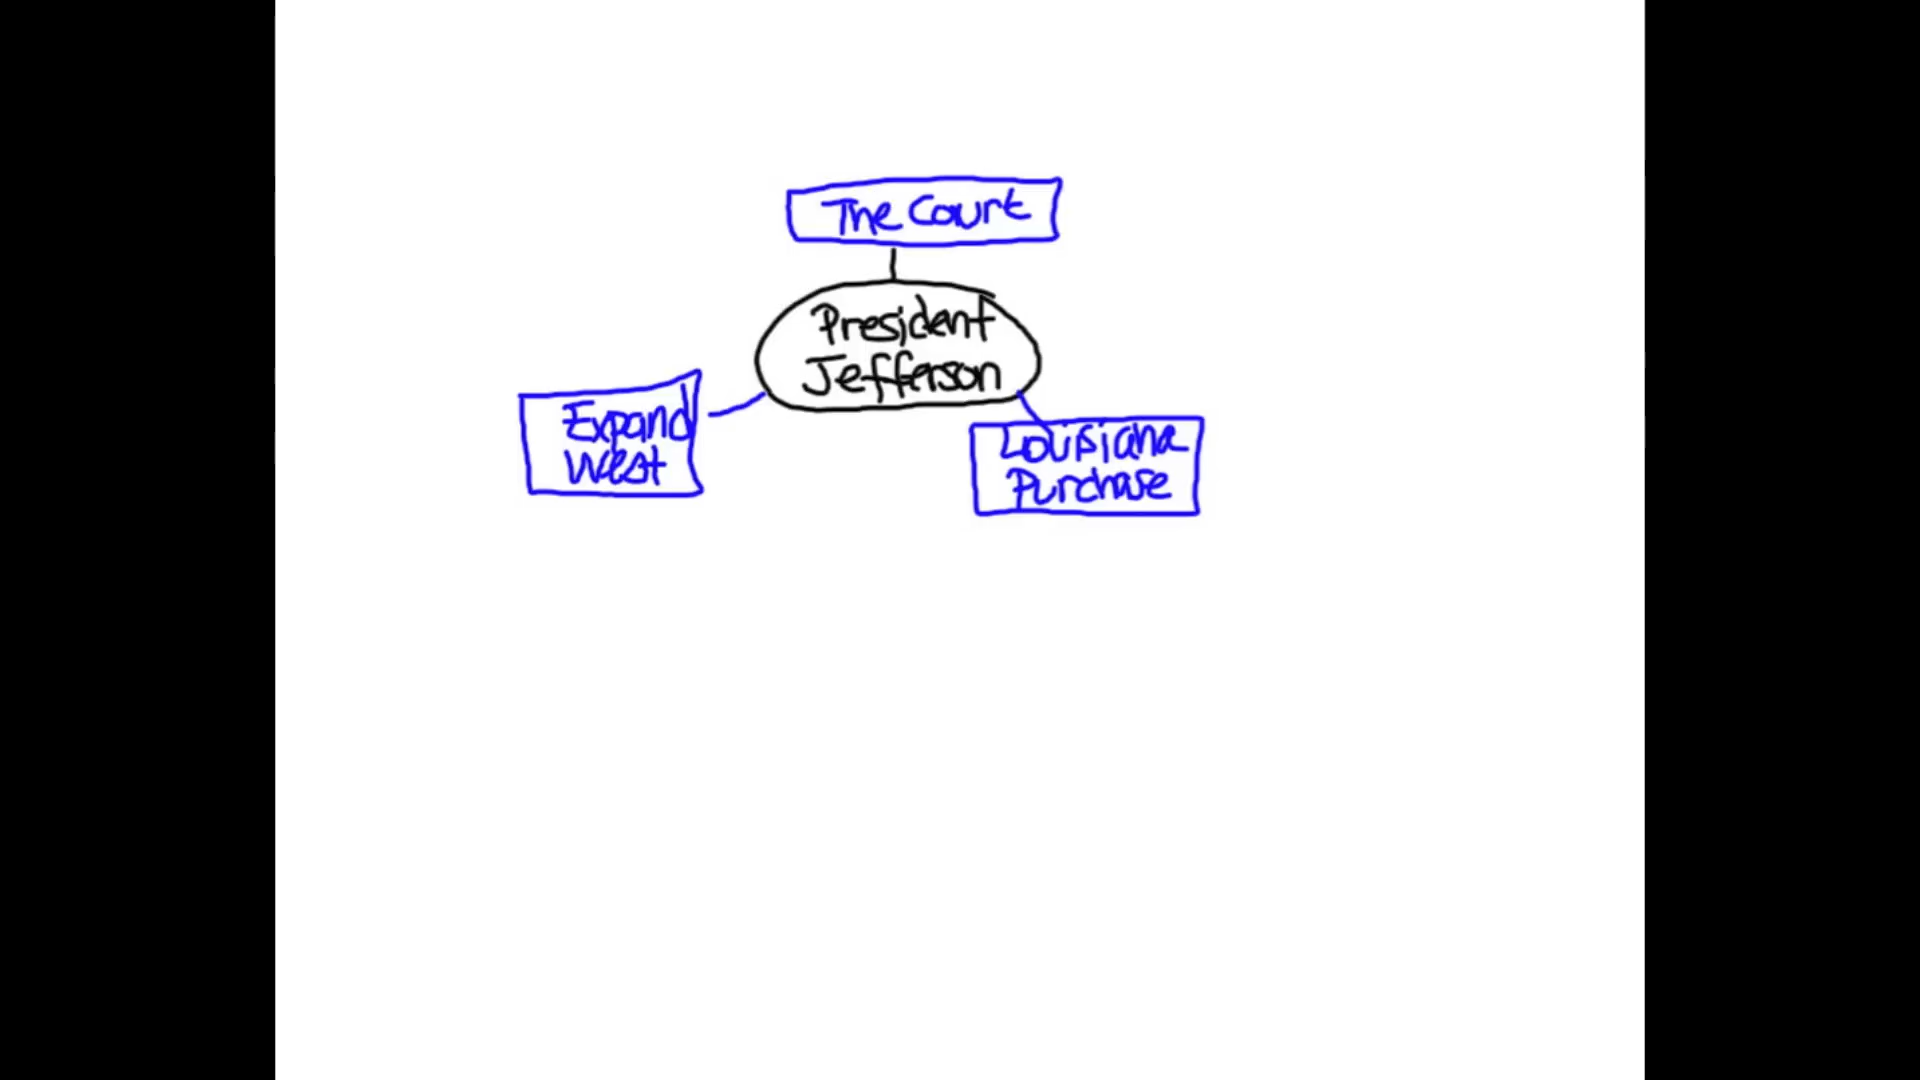 The Court
President
Jefferson
Expand
West
Louisiana
Purchase